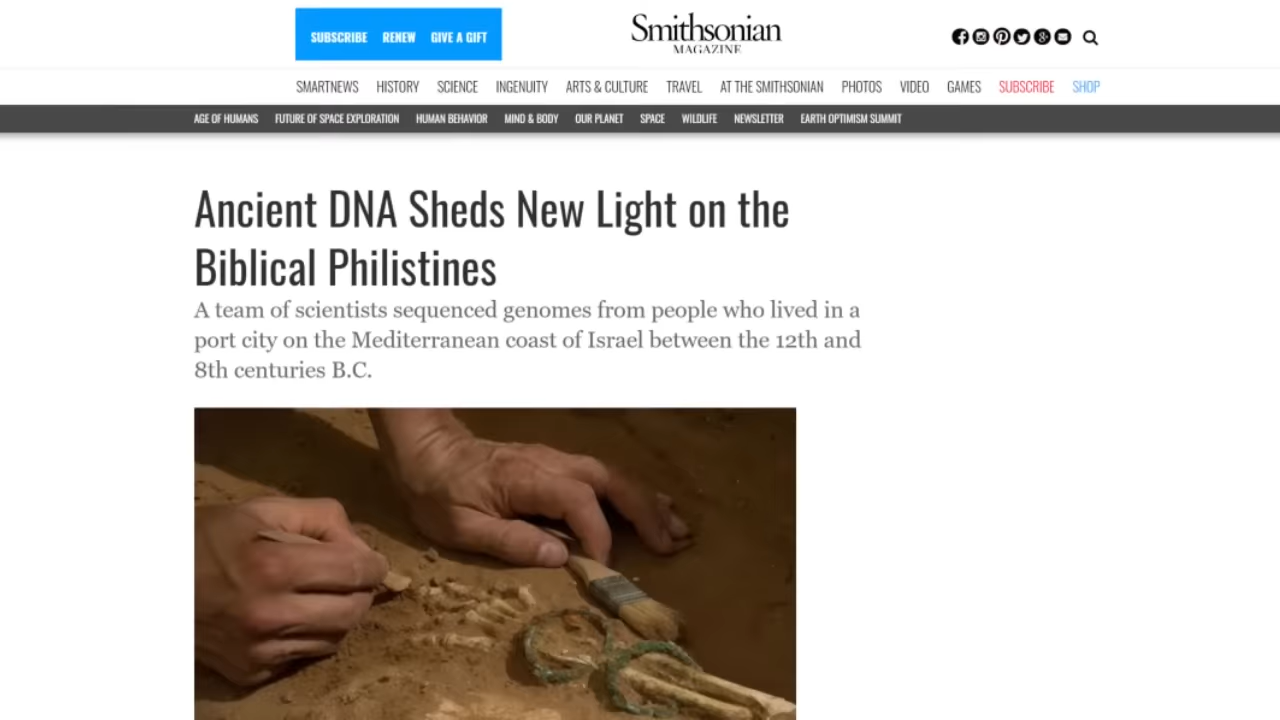 SUBSCRIBE RENEW GIVE A GIFT
Smithsonian
MAGAZINE
SMARTNEWS HISTORY SCIENCE INGENUITY ARTS & CULTURE TRAVEL AT THE SMITHSONIAN PHOTOS VIDEO GAMES SUBSCRIBE SHOP
AGE OF HUMANS FUTURE OF SPACE EXPLORATION HUMAN BEHAVIOR MIND & BODY OUR PLANET SPACE WILDLIFE NEWSLETTER EARTH OPTIMISM SUMMIT
Ancient DNA Sheds New Light on the
Biblical Philistines
A team of scientists sequenced genomes from people who lived in a
port city on the Mediterranean coast of Israel between the 12th and
8th centuries B.C.